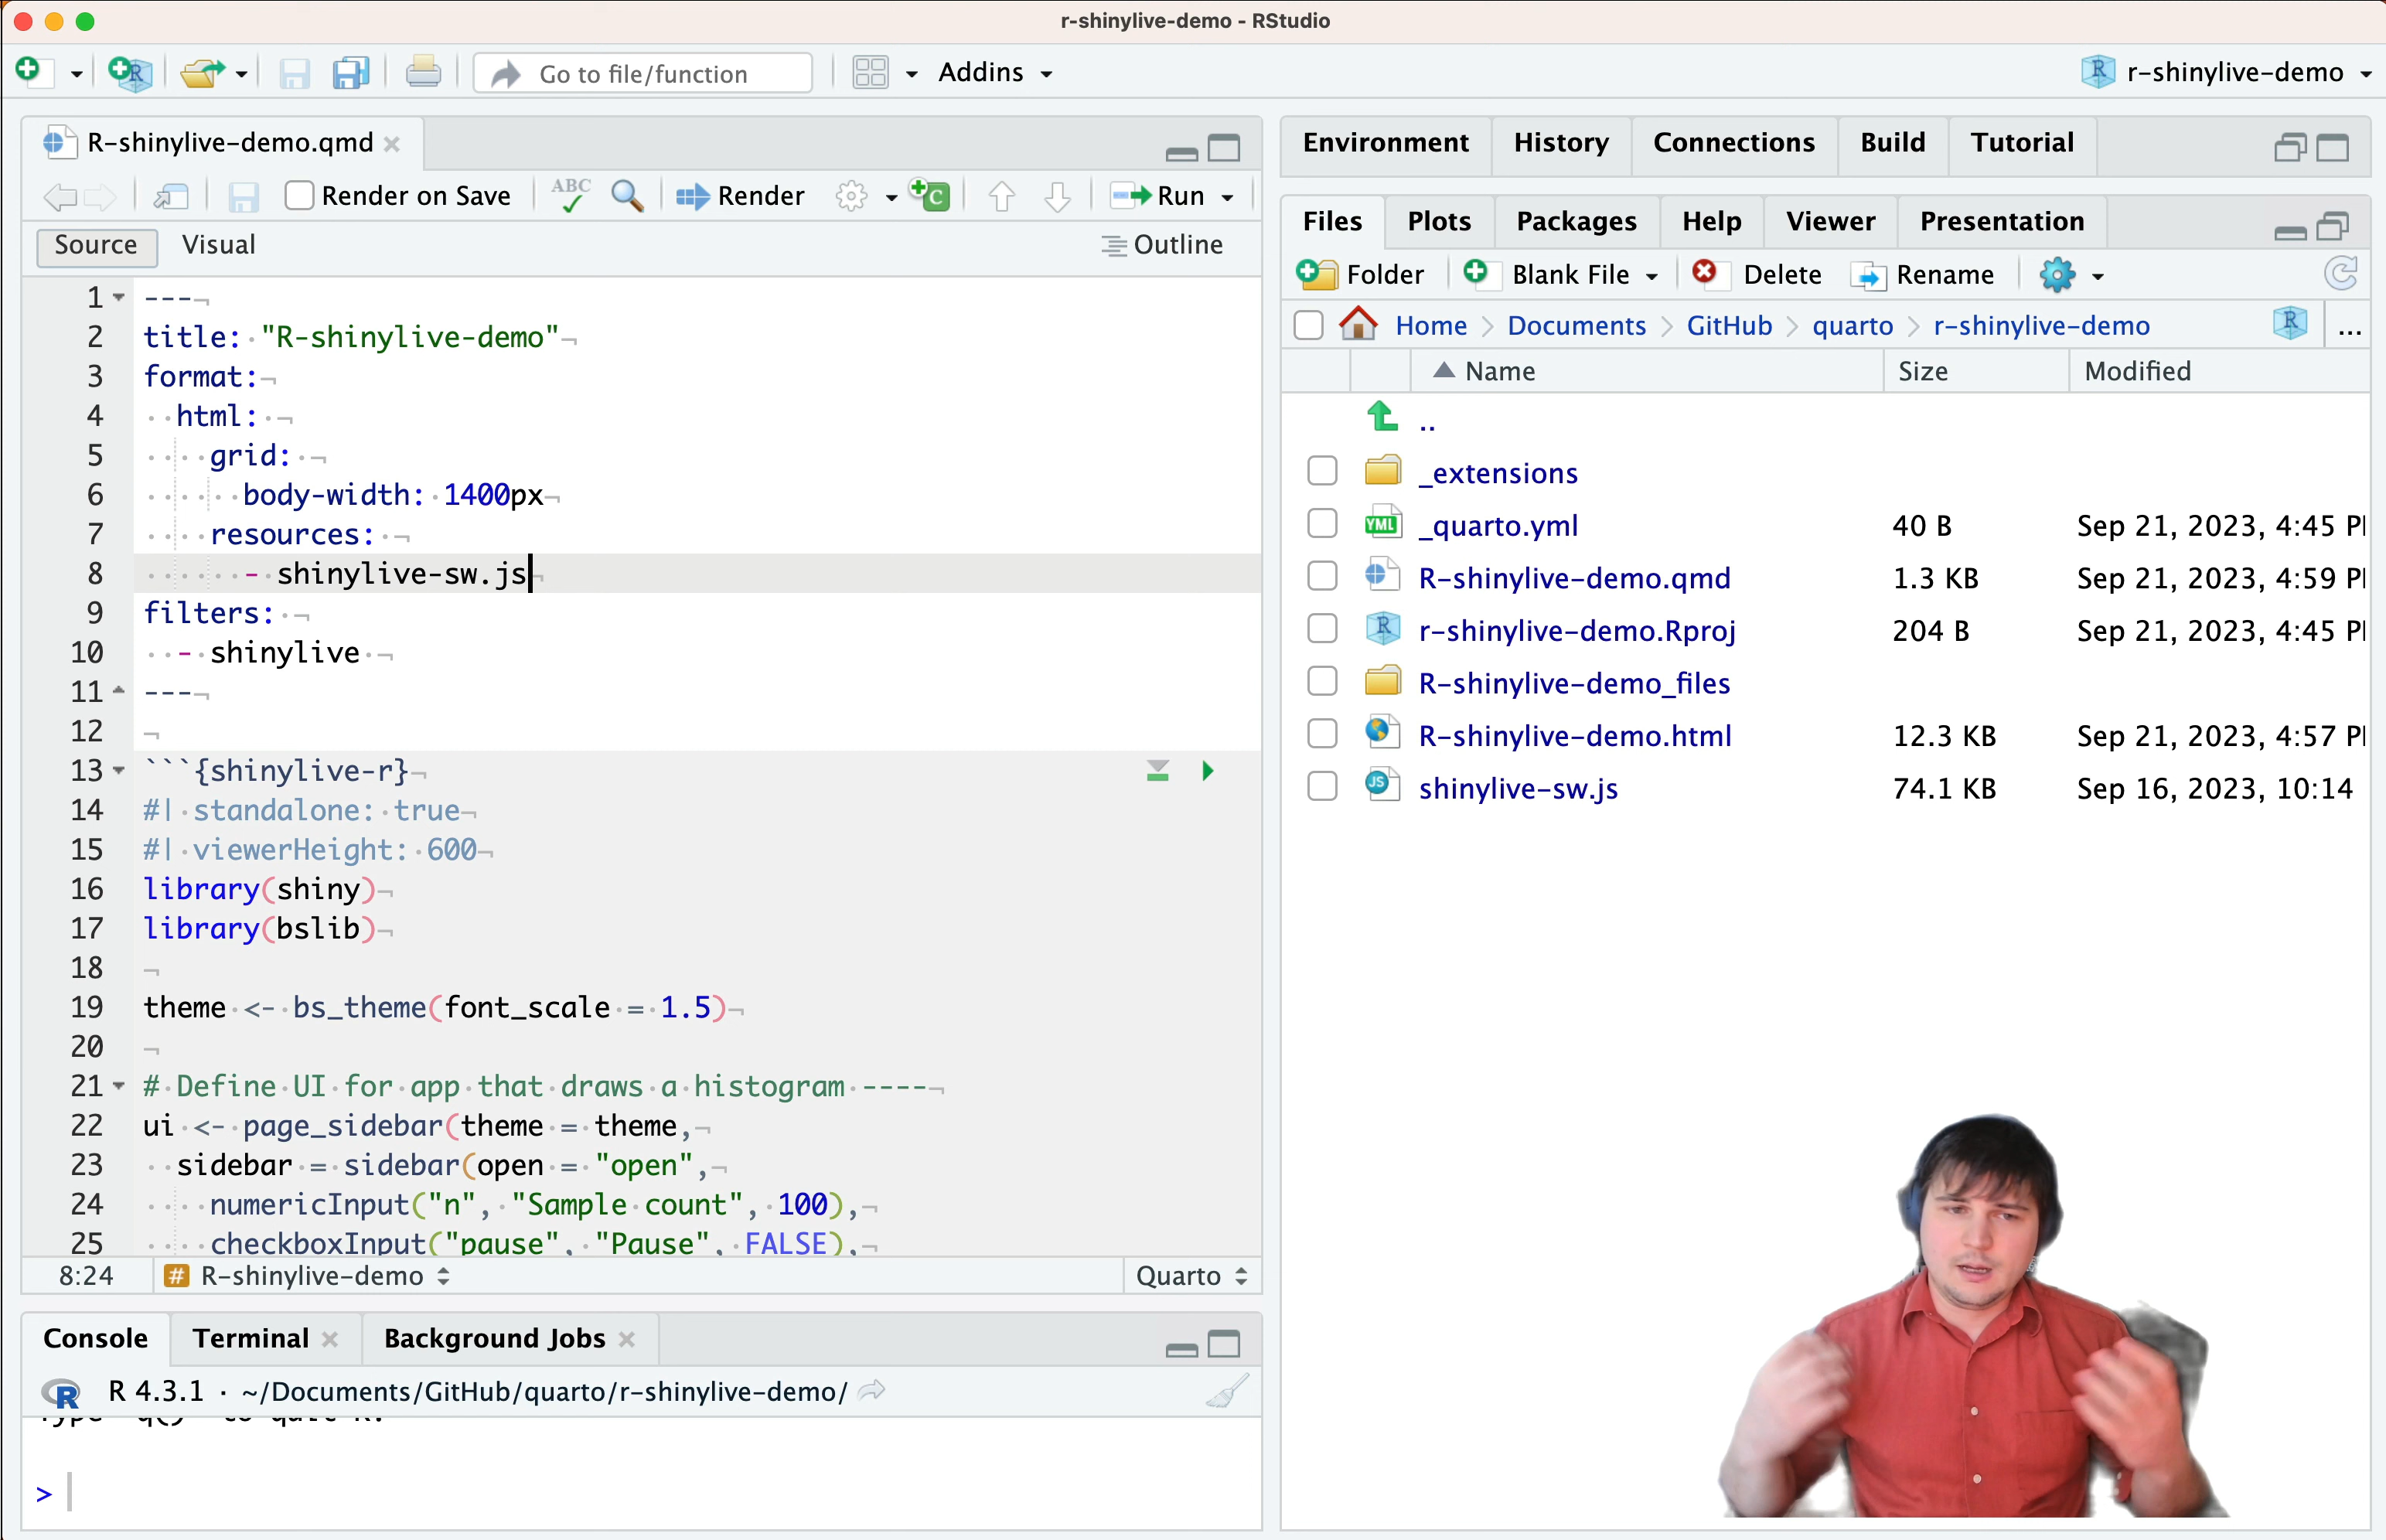 r-shinylive-demo - RStudio
Go to file/function
Addins
r-shinylive-demo
R-shinylive-demo.qmd
Render on Save
ABC
Render
Run
Source
Visual
Outline
1 ---
2 title: "R-shinylive-demo"
3 format:
4   html:
5     grid:
6       body-width: 1400px
7     resources:
8       - shinylive-sw.js
9 filters:
10   - shinylive
11 ---
12
13 ```{shinylive-r}
14 #| standalone: true
15 #| viewerHeight: 600
16 library(shiny)
17 library(bslib)
18
19 theme <- bs_theme(font_scale = 1.5)
20
21 # Define UI for app that draws a histogram ----
22 ui <- page_sidebar(theme = theme,
23   sidebar = sidebar(open = "open",
24     numericInput("n", "Sample count", 100),
25     checkboxInput("pause", "Pause", FALSE),
8:24
R-shinylive-demo
Quarto
Console
Terminal
Background Jobs
R 4.3.1 · ~/Documents/GitHub/quarto/r-shinylive-demo/
>
Environment
History
Connections
Build
Tutorial
Files
Plots
Packages
Help
Viewer
Presentation
Folder
Blank File
Delete
Rename
Home > Documents > GitHub > quarto > r-shinylive-demo
...
Name Size Modified
..
_extensions
_quarto.yml 40 B Sep 21, 2023, 4:45
R-shinylive-demo.qmd 1.3 KB Sep 21, 2023, 4:59
r-shinylive-demo.Rproj 204 B Sep 21, 2023, 4:45
R-shinylive-demo_files
R-shinylive-demo.html 12.3 KB Sep 21, 2023, 4:57
shinylive-sw.js 74.1 KB Sep 16, 2023, 10:14